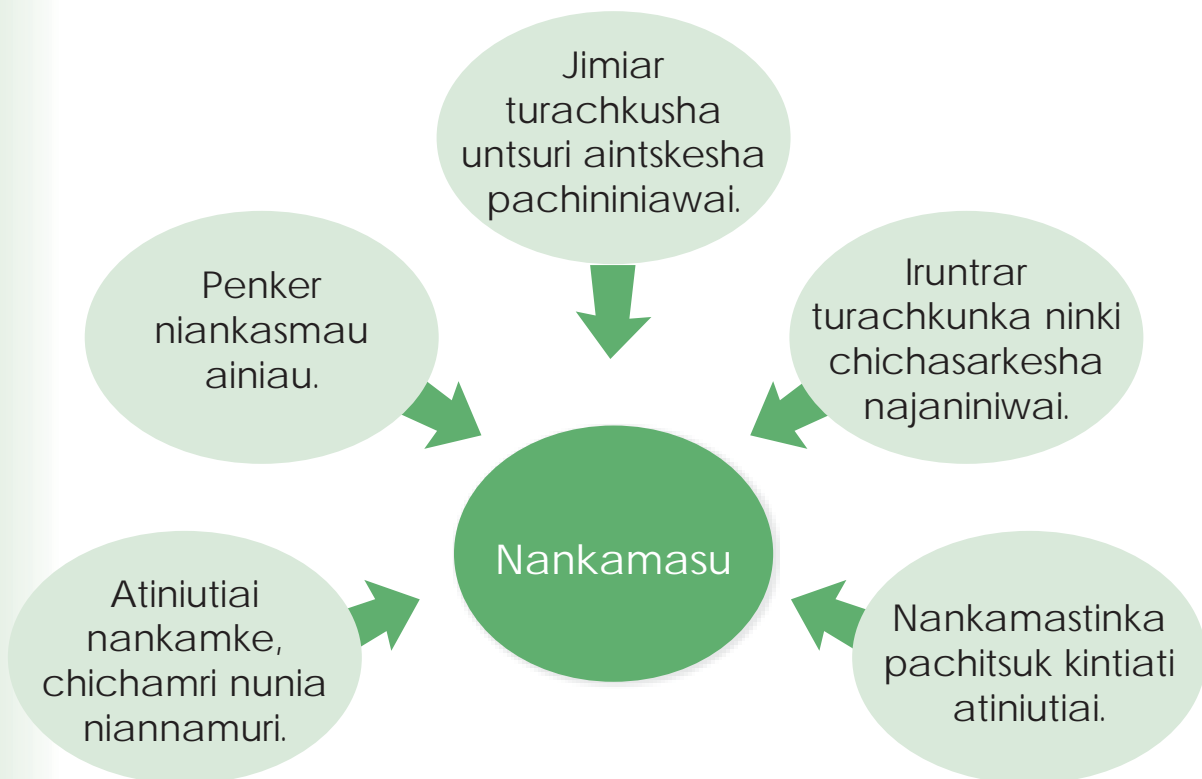 Jimiar
turachkusha
untsuri aintskesha
pachininiawai.
Penker
niankasmau
ainiau.
Iruntrar
turachkunka ninki
chichasarkesha
najaniniwai.
Nankamasu
Atiniutiai
nankamke,
chichamri nunia
niannamuri.
Nankamastinka
pachitsuk kintiati
atiniutiai.